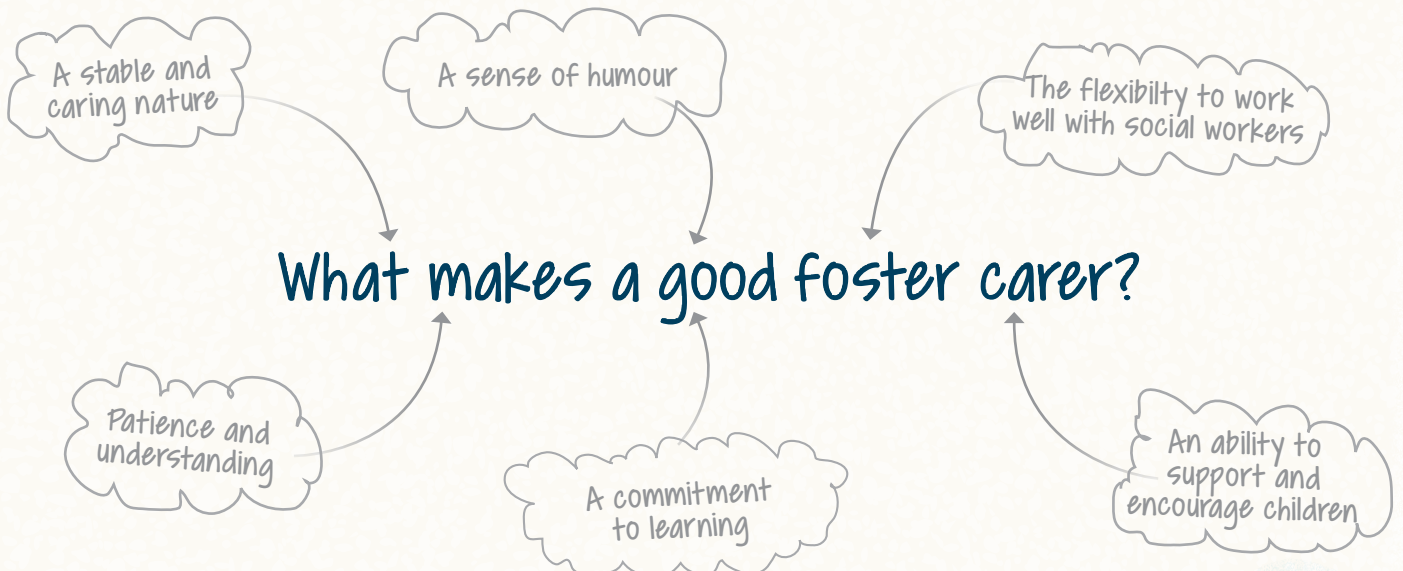 A stable and
caring nature
A sense of humour
The flexibilty to work
well with social workers
What makes a good foster carer?
Patience and
understanding
A commitment
to learning
An ability to
support and
encourage children